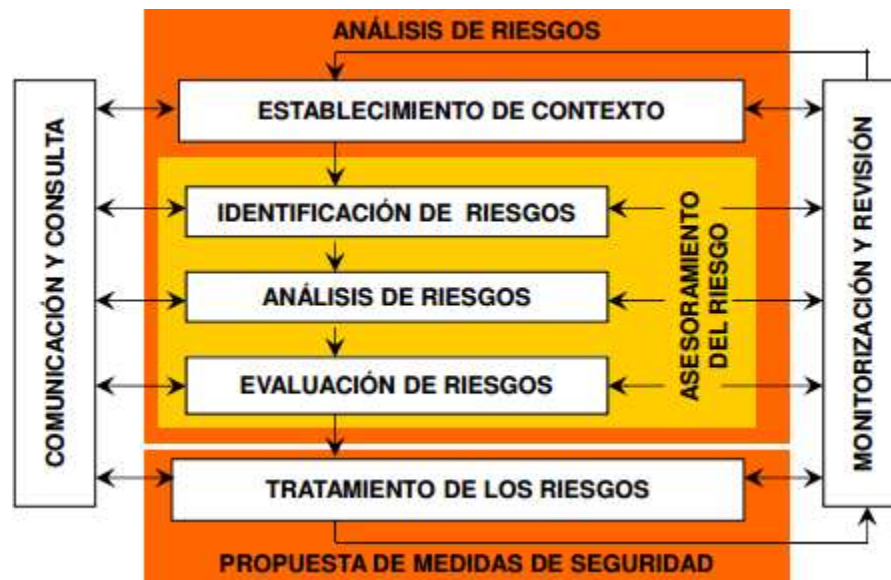 ANÁLISIS DE RIESGOS
COMUNICACIÓN Y CONSULTA
ESTABLECIMIENTO DE CONTEXTO
IDENTIFICACIÓN DE RIESGOS
ANÁLISIS DE RIESGOS
EVALUACIÓN DE RIESGOS
ASESORAMIENTO
DEL RIESGO
MONITORIZACIÓN Y REVISIÓN
TRATAMIENTO DE LOS RIESGOS
PROPUESTA DE MEDIDAS DE SEGURIDAD